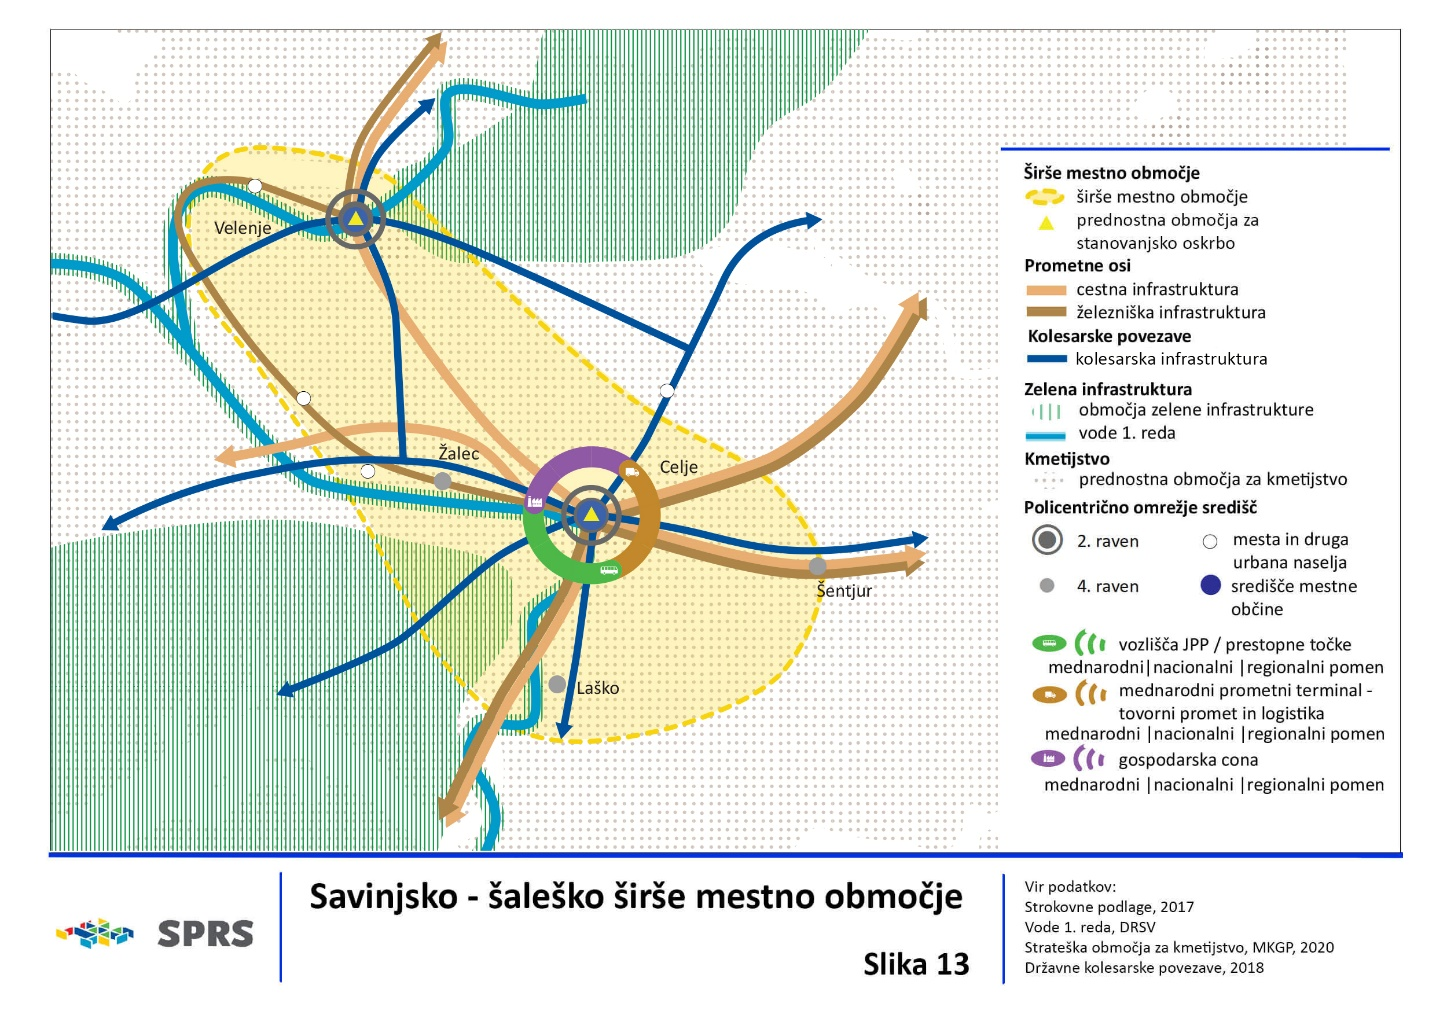 Velenje
Žalec
Celje
Šentjur
Laško
Širše mestno območje
širše mestno območje
prednostna območja za
stanovanjsko oskrbo
Prometne osi
cestna infrastruktura
železniška infrastruktura
Kolesarske povezave
kolesarska infrastruktura
Zelena infrastruktura
območja zelene infrastrukture
vode 1. reda
Kmetijstvo
prednostna območja za kmetijstvo
Policentrično omrežje središč
2. raven
mesta in druga
urbana naselja
4. raven
središče mestne
občine
vozlišča JPP / prestopne točke
mednarodni|nacionalni |regionalni pomen
mednarodni prometni terminal -
tovorni promet in logistika
mednarodni |nacionalni |regionalni pomen
gospodarska cona
mednarodni |nacionalni |regionalni pomen
SPRS
Savinjsko - šaleško širše mestno območje
Slika 13
Vir podatkov:
Strokovne podlage, 2017
Vode 1. reda, DRSV
Strateška območja za kmetijstvo, MKGP, 2020
Državne kolesarske povezave, 2018